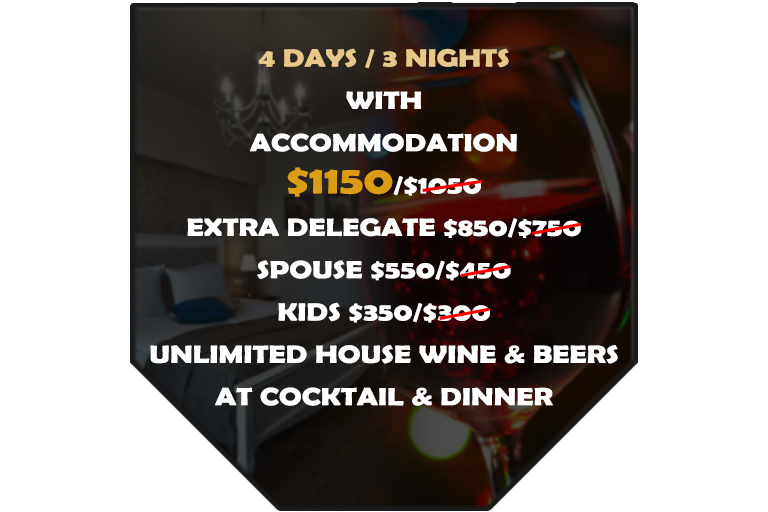 4 DAYS / 3 NIGHTS
WITH
ACCOMMODATION
$1150/$1050
EXTRA DELEGATE $850/$750
SPOUSE $550/$450
KIDS $350/$300
UNLIMITED HOUSE WINE & BEERS
AT COCKTAIL & DINNER